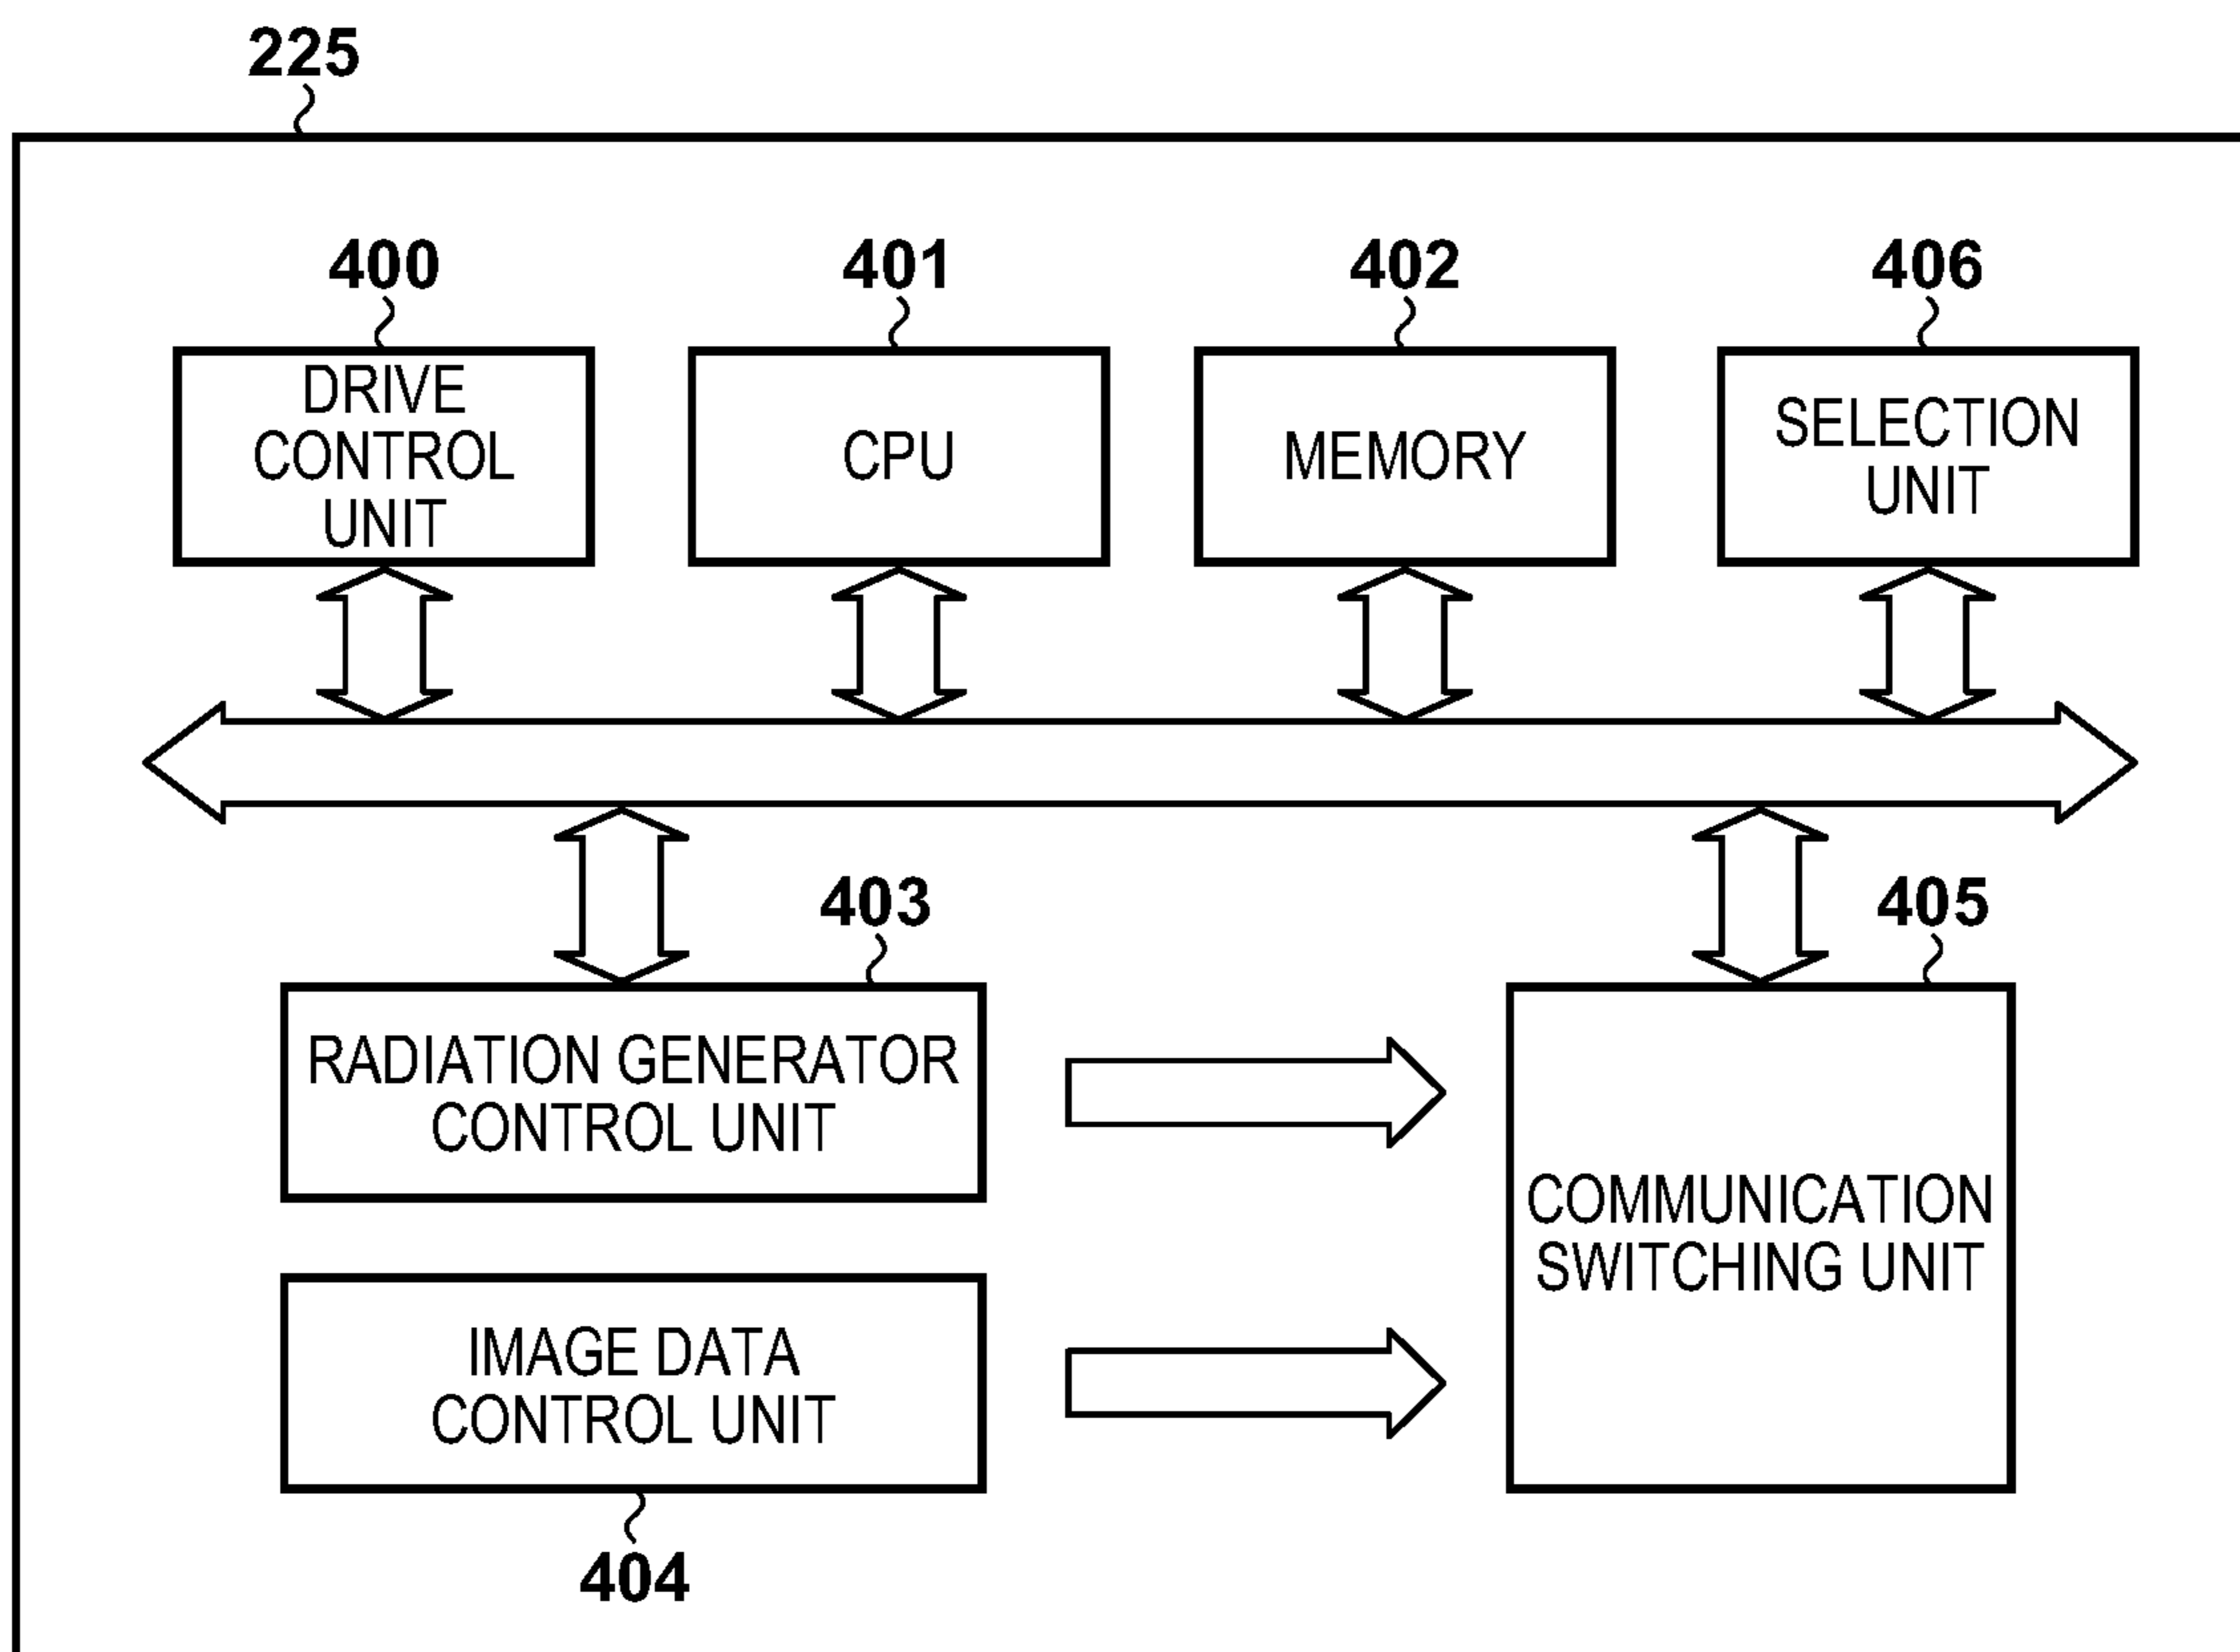 225
400
401
402
406
DRIVE
CONTROL
UNIT
CPU
MEMORY
SELECTION
UNIT
403
405
RADIATION GENERATOR
CONTROL UNIT
COMMUNICATION
SWITCHING UNIT
IMAGE DATA
CONTROL UNIT
404